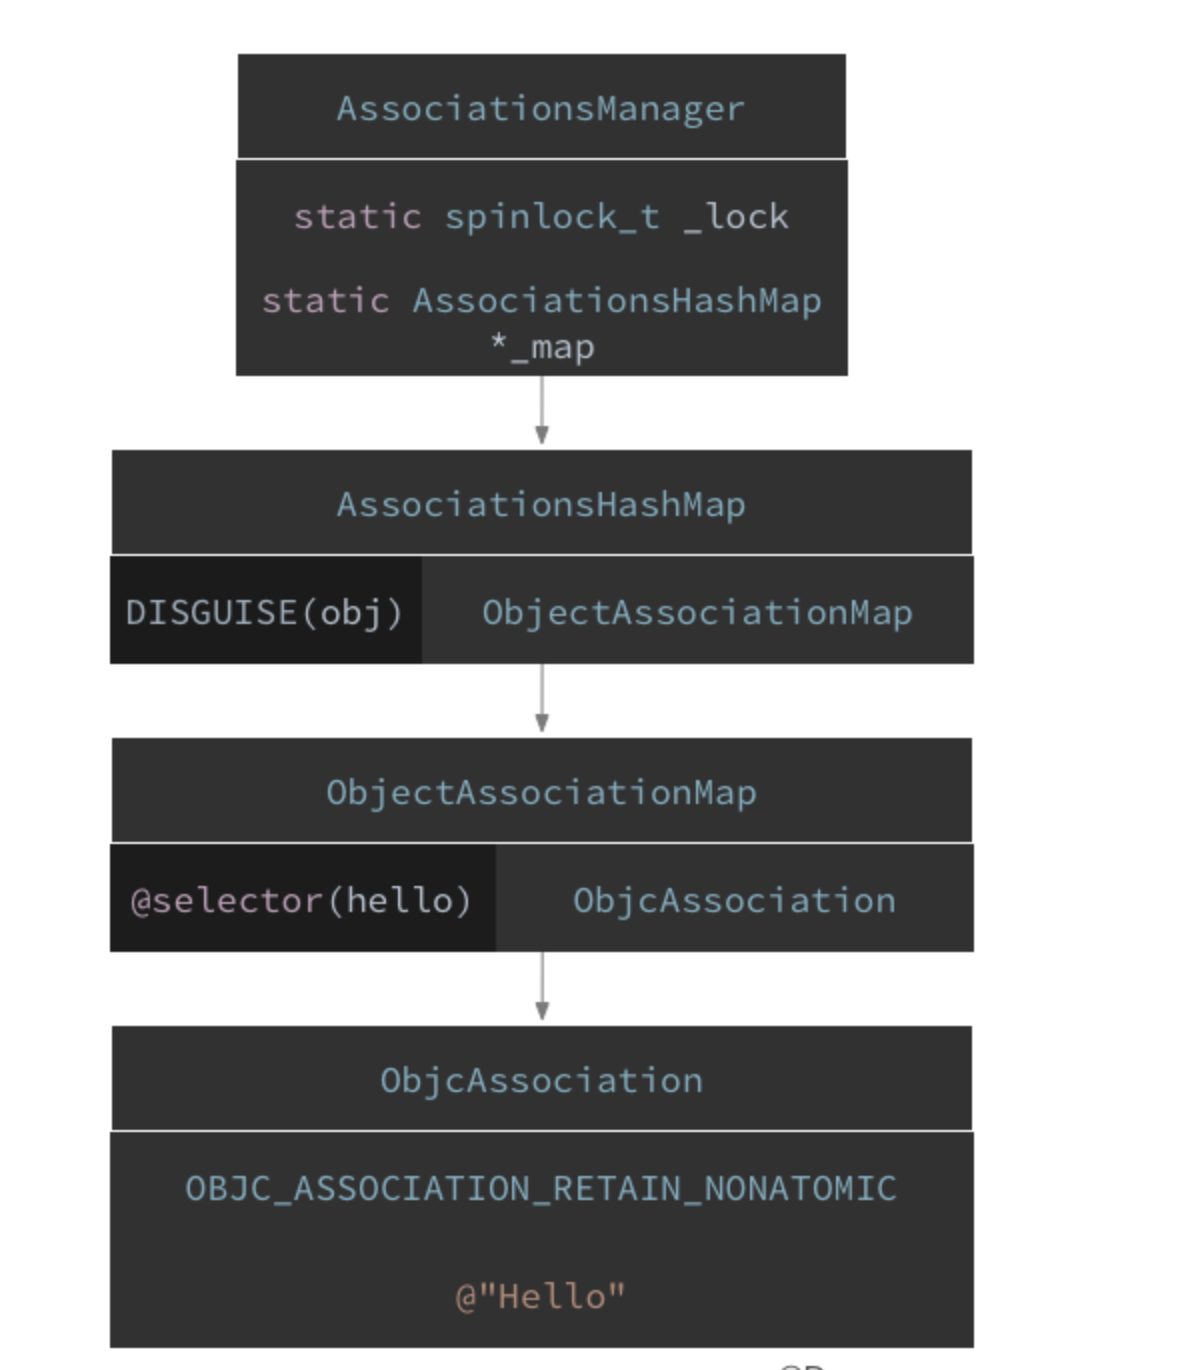 AssociationsManager
static spinlock_t _lock
static AssociationsHashMap
*_map
AssociationsHashMap
DISGUISE(obj) ObjectAssociationMap
ObjectAssociationMap
@selector(hello) ObjcAssociation
ObjcAssociation
OBJC_ASSOCIATION_RETAIN_NONATOMIC
@"Hello"